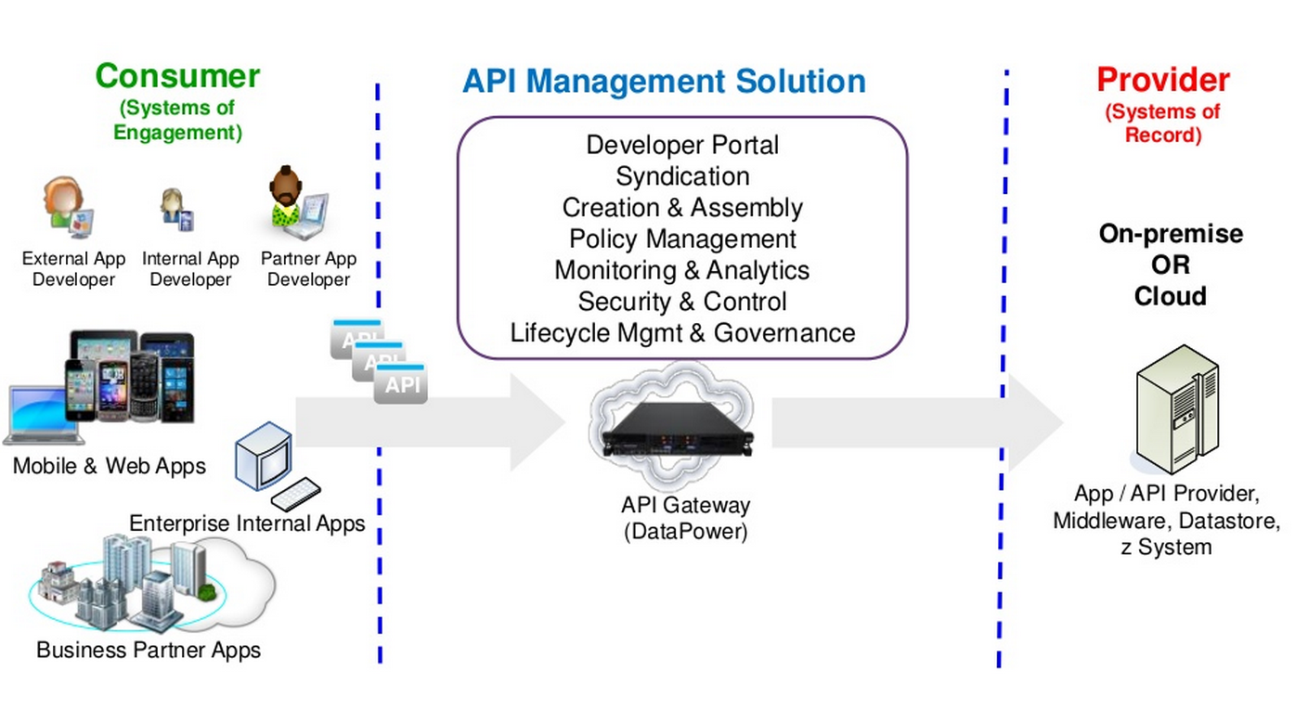 Consumer
(Systems of
Engagement)
External App
Developer
Internal App
Developer
Partner App
Developer
Mobile & Web Apps
Enterprise Internal Apps
Business Partner Apps
API
API
API
API Management Solution
Developer Portal
Syndication
Creation & Assembly
Policy Management
Monitoring & Analytics
Security & Control
Lifecycle Mgmt & Governance
API Gateway
(DataPower)
Provider
(Systems of
Record)
On-premise
OR
Cloud
App / API Provider,
Middleware, Datastore,
z System